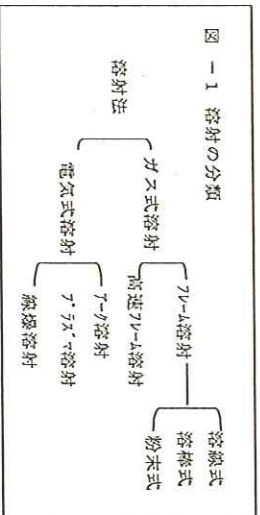 図 －1 溶射の分類
溶射法
ガス式溶射
電気式溶射
フレーム溶射
高速フレーム溶射
アーク溶射
プラズマ溶射
線爆溶射
溶線式
溶棒式
粉末式